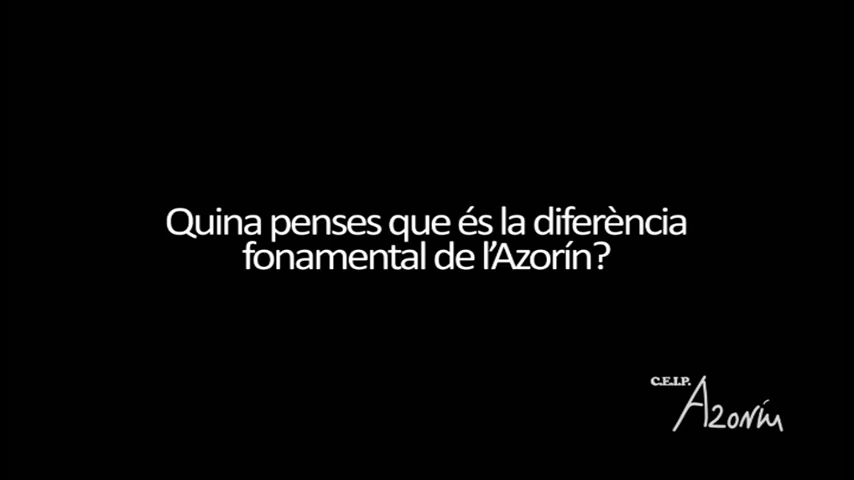 Quina penses que és la diferència
fonamental de l'Azorín?
C.E.I.P.
Azorín